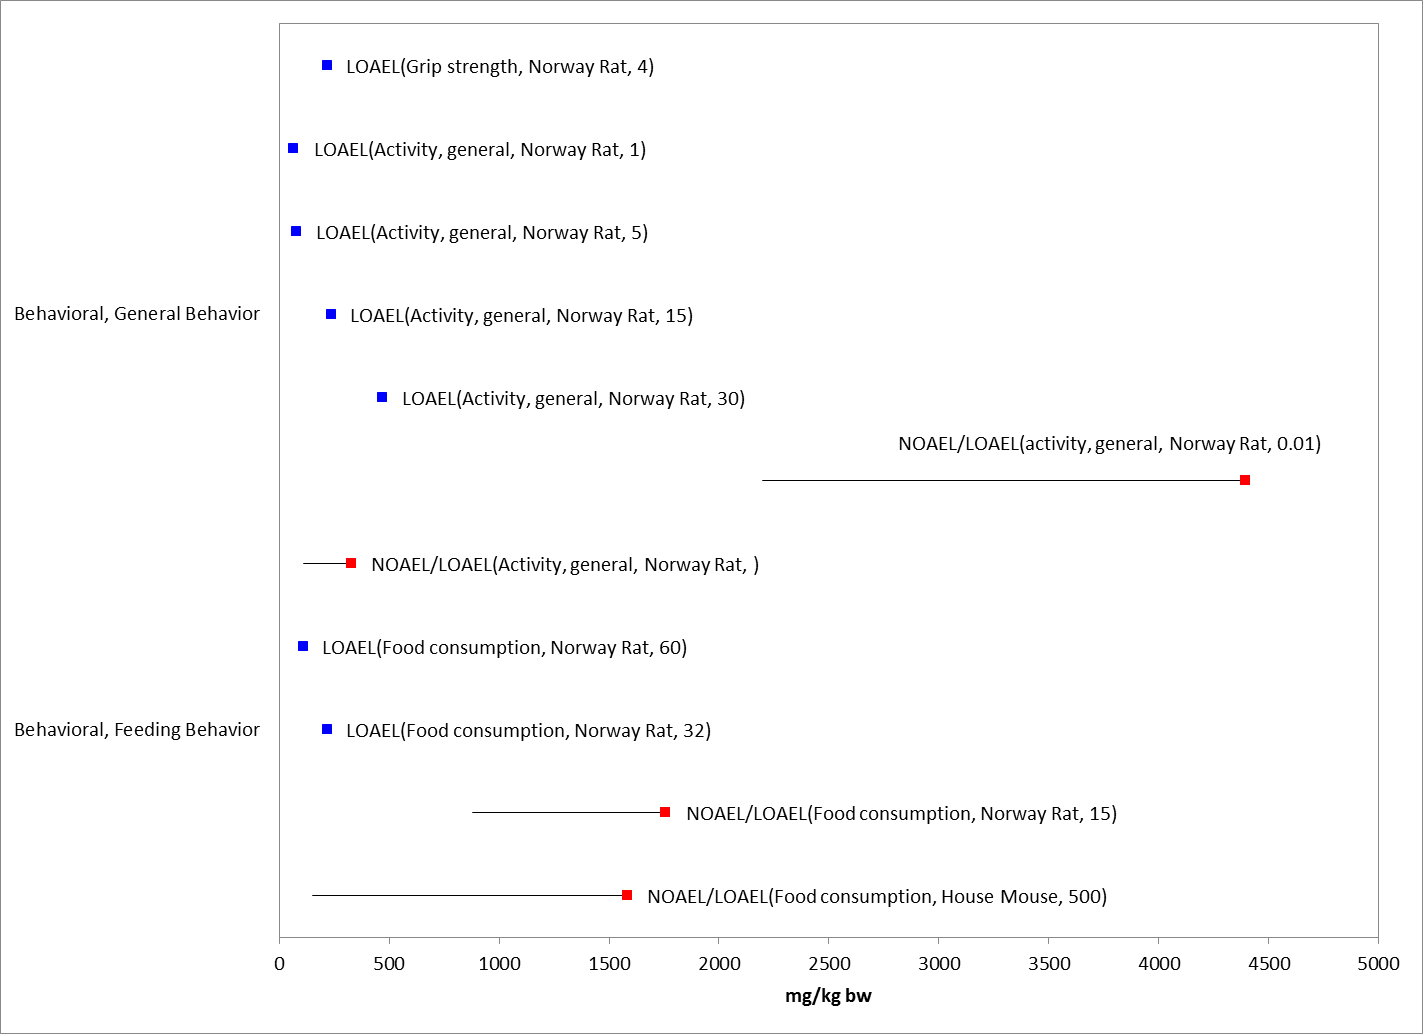 LOAEL(Grip strength, Norway Rat, 4)
LOAEL(Activity, general, Norway Rat, 1)
LOAEL(Activity, general, Norway Rat, 5)
Behavioral, General Behavior
LOAEL(Activity, general, Norway Rat, 15)
LOAEL(Activity, general, Norway Rat, 30)
NOAEL/LOAEL(activity, general, Norway Rat, 0.01)
NOAEL/LOAEL(Activity, general, Norway Rat, )
LOAEL(Food consumption, Norway Rat, 60)
Behavioral, Feeding Behavior
LOAEL(Food consumption, Norway Rat, 32)
NOAEL/LOAEL(Food consumption, Norway Rat, 15)
NOAEL/LOAEL(Food consumption, House Mouse, 500)
0 500 1000 1500 2000 2500 3000 3500 4000 4500 5000
mg/kg bw